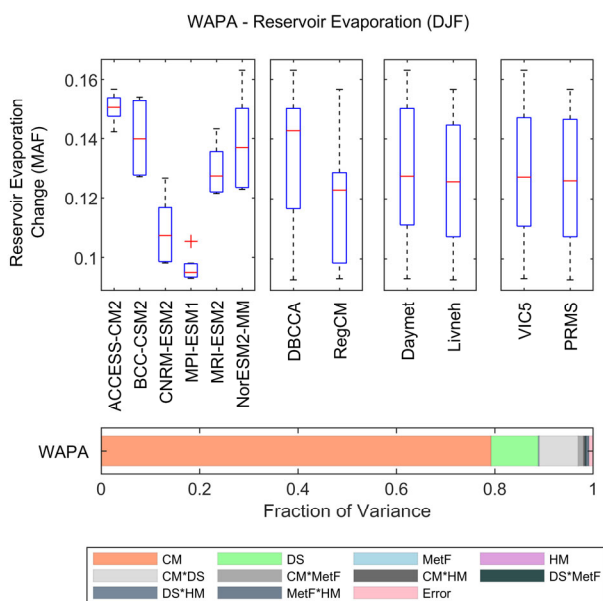 WAPA - Reservoir Evaporation (DJF)
Reservoir Evaporation
Change (MAF)
0.16
0.14
0.12
0.1
ACCESS-CM2
BCC-CSM2
CNRM-ESM2
MPI-ESM1
MRI-ESM2
NorESM2-MM
DBCCA
RegCM
Daymet
Livneh
VIC5
PRMS
WAPA
0 0.2 0.4 0.6 0.8 1
Fraction of Variance
CM DS MetF HM
CM*DS CM*MetF CM*HM DS*MetF
DS*HM MetF*HM Error